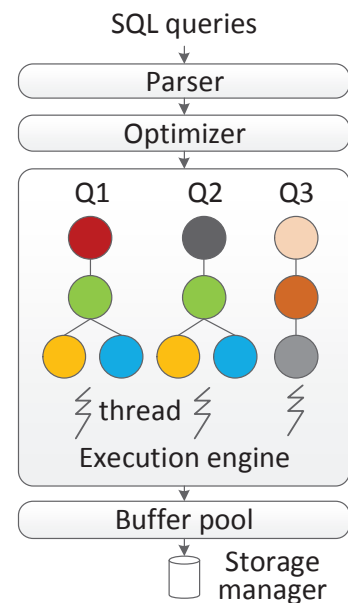 SQL queries
Parser
Optimizer
Q1 Q2 Q3
thread
Execution engine
Buffer pool
Storage
manager